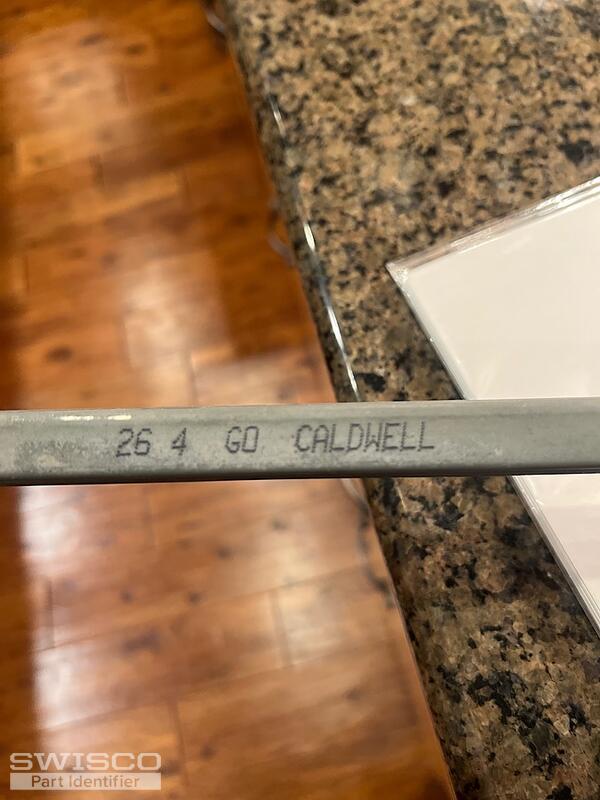 26 4 GO CALDWELL
SWISCO
Part Identifier